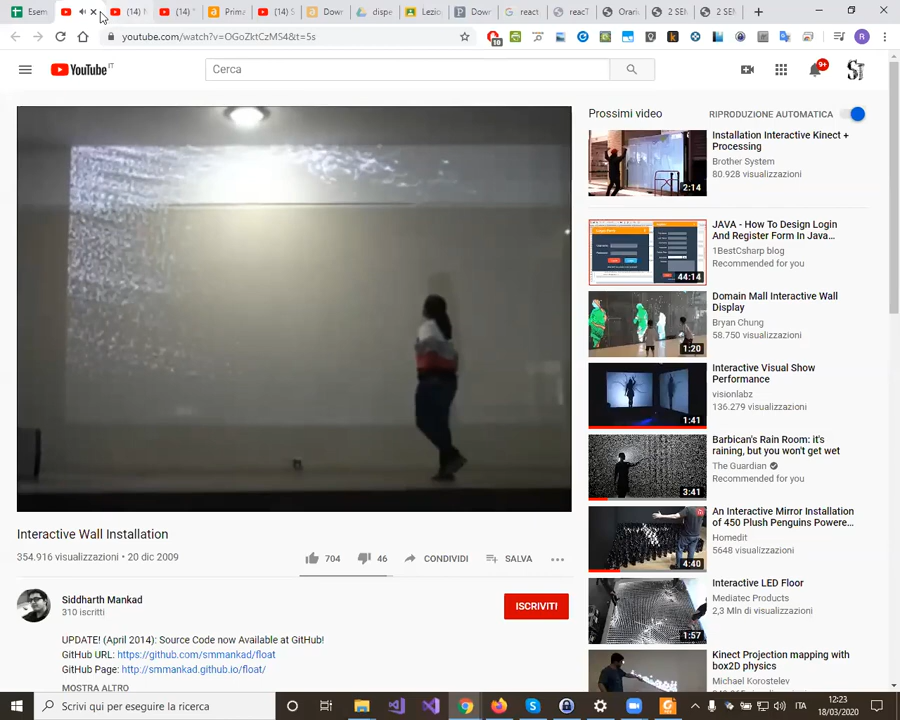 Esem
(14)
(14)
Prima
S
Dow
dispe
Lezio
Dow
react
reacT
Orari
2 SEM
2 SEM
youtube.com/watch?v=OGoZktCzMS4&t=5s
10
YouTube IT
Cerca
9+
Prossimi video
RIPRODUZIONE AUTOMATICA
Installation Interactive Kinect +
Processing
Brother System
80.928 visualizzazioni
2:14
JAVA - How To Design Login
And Register Form In Java...
1BestCsharp blog
Recommended for you
44:14
Domain Mall Interactive Wall
Display
Bryan Chung
58.750 visualizzazioni
1:20
Interactive Visual Show
Performance
visionlabz
136.279 visualizzazioni
1:41
Barbican's Rain Room: it's
raining, but you won't get wet
The Guardian
Recommended for you
3:41
An Interactive Mirror Installation
of 450 Plush Penguins Powere...
Homedit
5648 visualizzazioni
4:40
Interactive LED Floor
Mediatec Products
2,3 Mln di visualizzazioni
1:57
Kinect Projection mapping with
box2D physics
Michael Korostelev
Interactive Wall Installation
354.916 visualizzazioni • 20 dic 2009
704
46
CONDIVIDI
SALVA
Siddharth Mankad
310 iscritti
ISCRIVITI
UPDATE! (April 2014): Source Code now Available at GitHub!
GitHub URL: https://github.com/smmankad/float
GitHub Page: http://smmankad.github.io/float/
MOSTRA ALTRO
Scrivi qui per eseguire la ricerca
ITA
12:23
18/03/2020